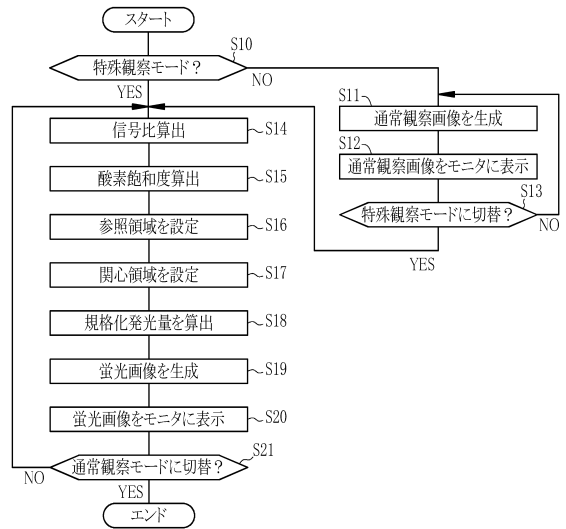 スタート
S10
特殊観察モード?
NO
YES
S11
通常観察画像を生成
S12
通常観察画像をモニタに表示
S13
特殊観察モードに切替?
NO
YES
信号比算出
S14
酸素飽和度算出
S15
参照領域を設定
S16
関心領域を設定
S17
規格化発光量を算出
S18
蛍光画像を生成
S19
蛍光画像をモニタに表示
S20
S21
通常観察モードに切替?
NO
YES
エンド